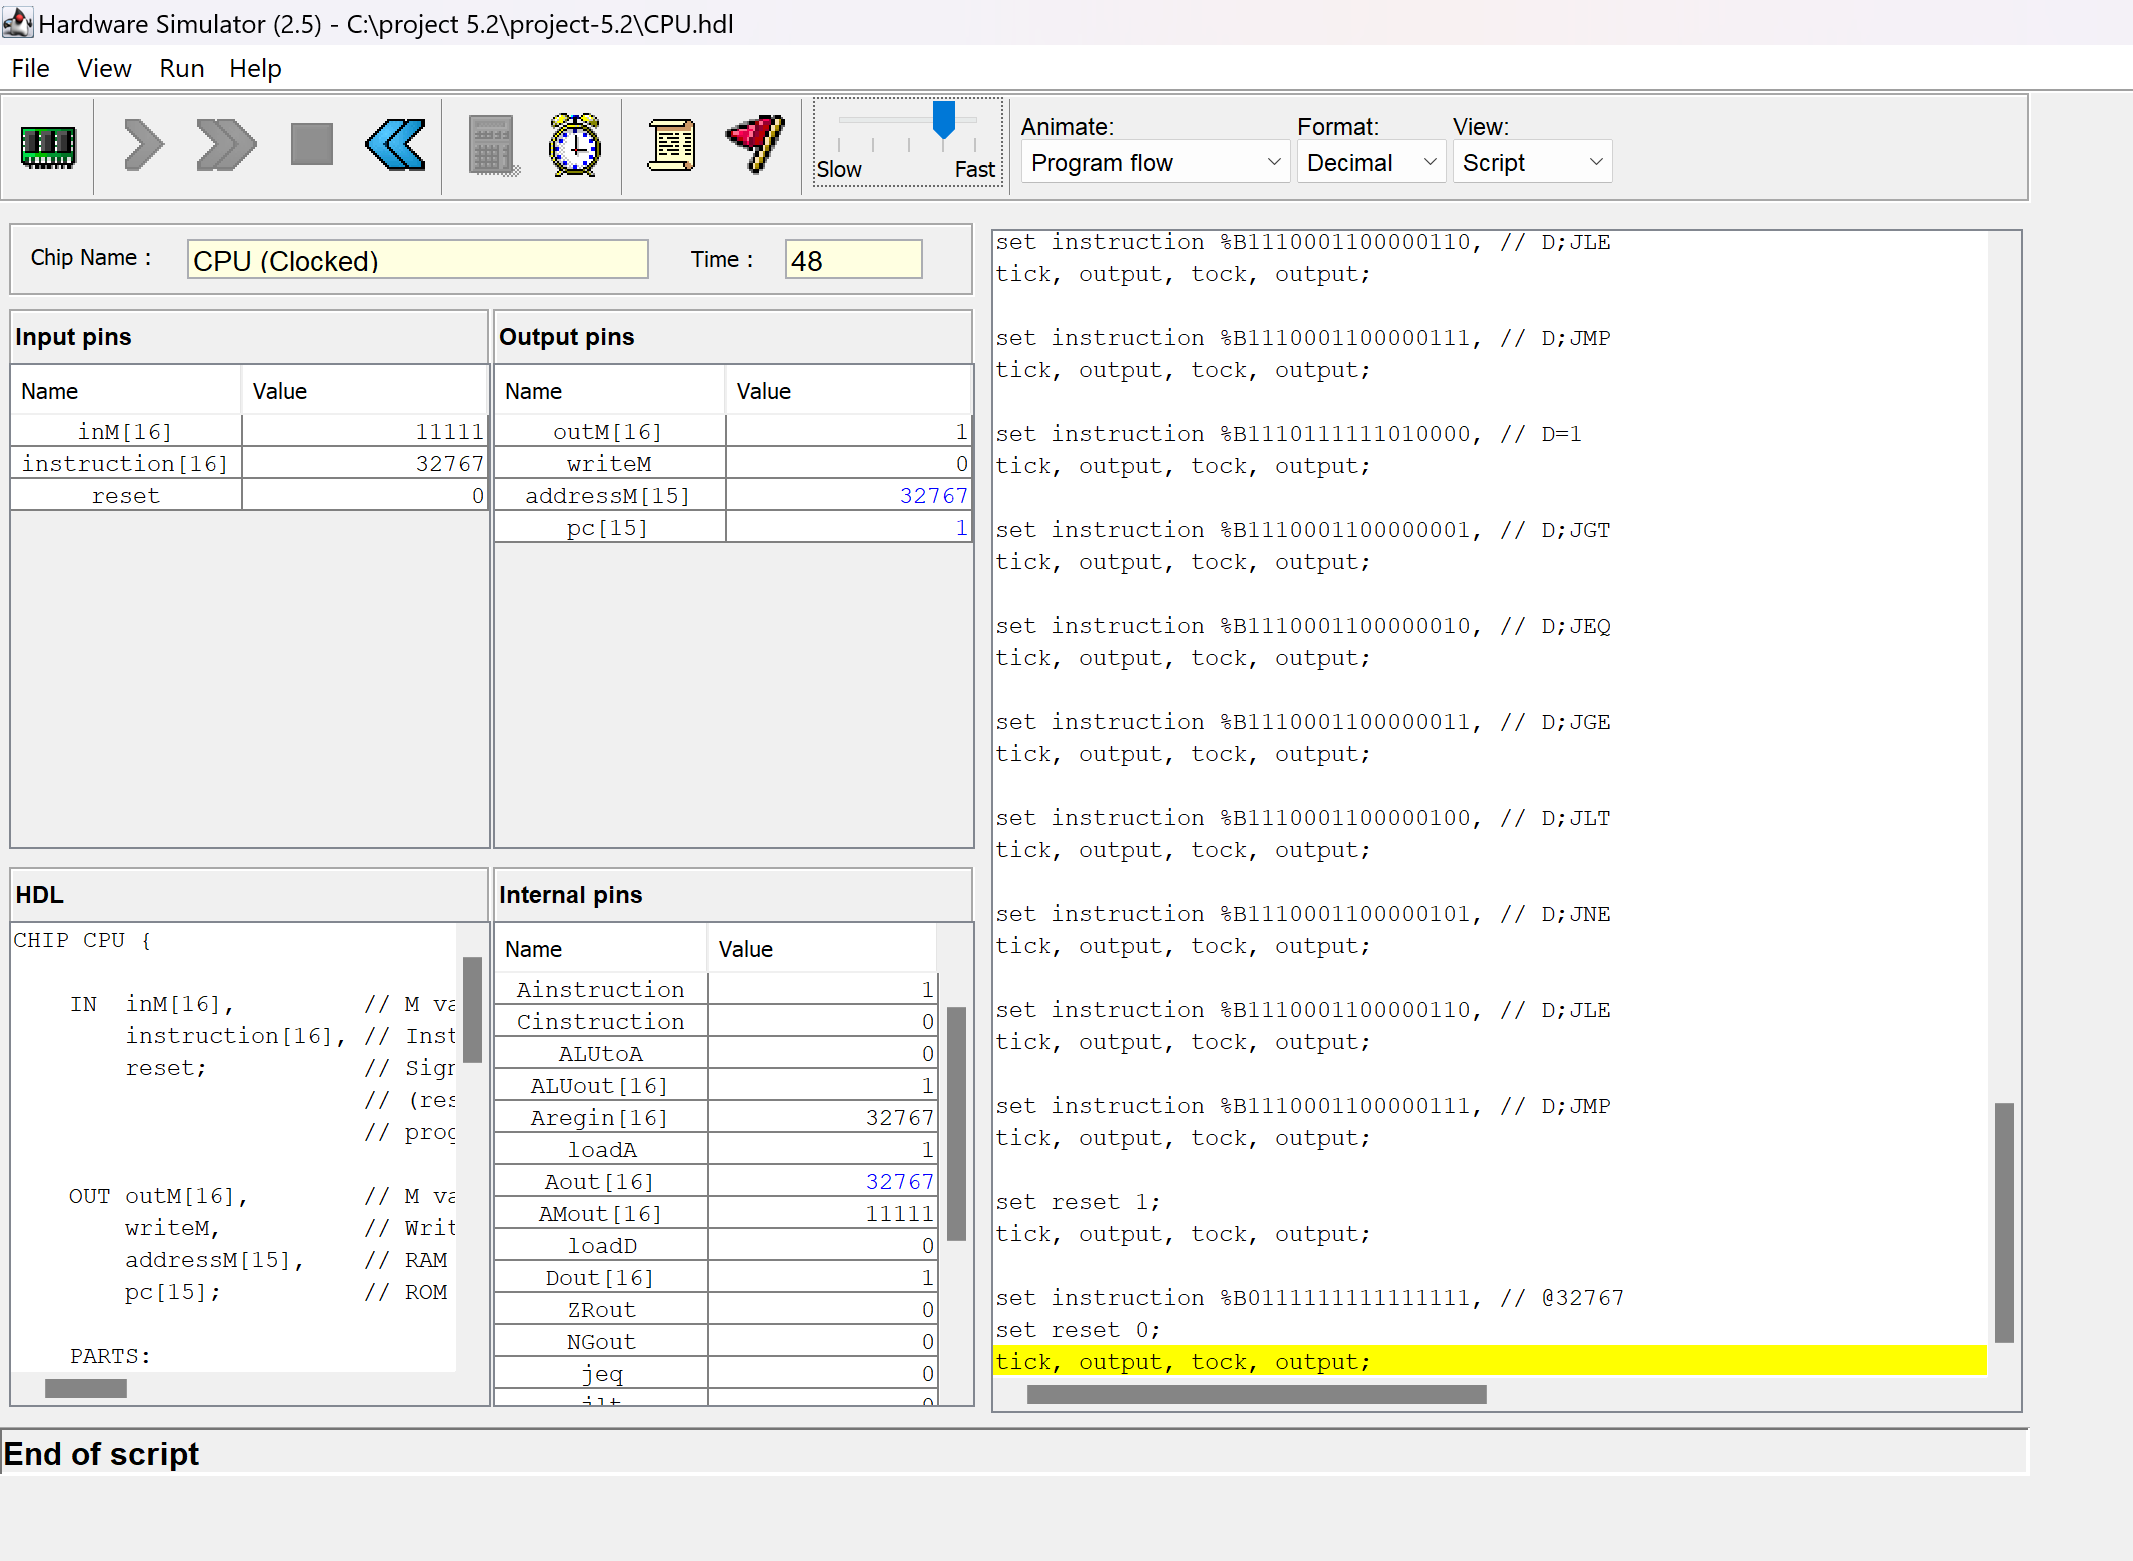 Hardware Simulator (2.5) - C:\project 5.2\project-5.2\CPU.hdl
File View Run Help
Slow Fast
Animate: Format: View:
Program flow Decimal Script
Chip Name : CPU (Clocked) Time : 48
Input pins
Name Value
inM[16] 11111
instruction[16] 32767
reset 0
Output pins
Name Value
outM[16] 1
writeM 0
addressM[15] 32767
pc[15] 1
HDL
CHIP CPU {
IN inM[16], // M va
instruction[16], // Inst
reset; // Sign
// (res
// prog
OUT outM[16], // M va
writeM, // Writ
addressM[15], // RAM
pc[15]; // ROM
PARTS:
Internal pins
Name Value
Ainstruction 1
Cinstruction 0
ALUtoA 0
ALUout[16] 1
Aregin[16] 32767
loadA 1
Aout[16] 32767
AMout[16] 11111
loadD 0
Dout[16] 1
ZRout 0
NGout 0
jeq 0
jlt 0
set instruction %B1110001100000110, // D;JLE
tick, output, tock, output;
set instruction %B1110001100000111, // D;JMP
tick, output, tock, output;
set instruction %B1110111111010000, // D=1
tick, output, tock, output;
set instruction %B1110001100000001, // D;JGT
tick, output, tock, output;
set instruction %B1110001100000010, // D;JEQ
tick, output, tock, output;
set instruction %B1110001100000011, // D;JGE
tick, output, tock, output;
set instruction %B1110001100000100, // D;JLT
tick, output, tock, output;
set instruction %B1110001100000101, // D;JNE
tick, output, tock, output;
set instruction %B1110001100000110, // D;JLE
tick, output, tock, output;
set instruction %B1110001100000111, // D;JMP
tick, output, tock, output;
set reset 1;
tick, output, tock, output;
set instruction %B0111111111111111, // @32767
set reset 0;
tick, output, tock, output;
End of script